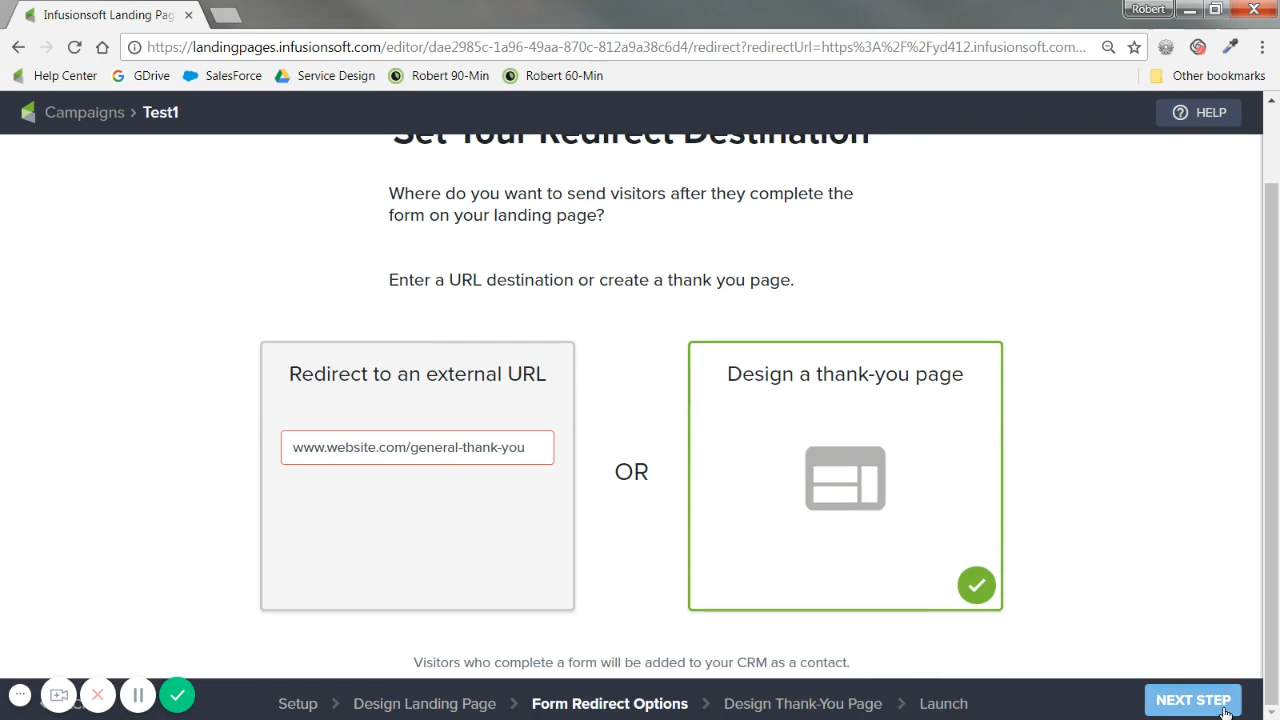 Infusionsoft Landing Pag
Robert
https://landingpages.infusionsoft.com/editor/dae2985c-1a96-49aa-870c-812a9a38c6d4/redirect?redirectUrl=https%3A%2F%2Fyd412.infusionsoft.com...
Help Center GDrive SalesForce Service Design Robert 90-Min Robert 60-Min Other bookmarks
Campaigns > Test1 HELP
Set Your Redirect Destination
Where do you want to send visitors after they complete the
form on your landing page?
Enter a URL destination or create a thank you page.
Redirect to an external URL
www.website.com/general-thank-you
OR
Design a thank-you page
Visitors who complete a form will be added to your CRM as a contact.
Setup > Design Landing Page > Form Redirect Options > Design Thank-You Page > Launch
NEXT STEP